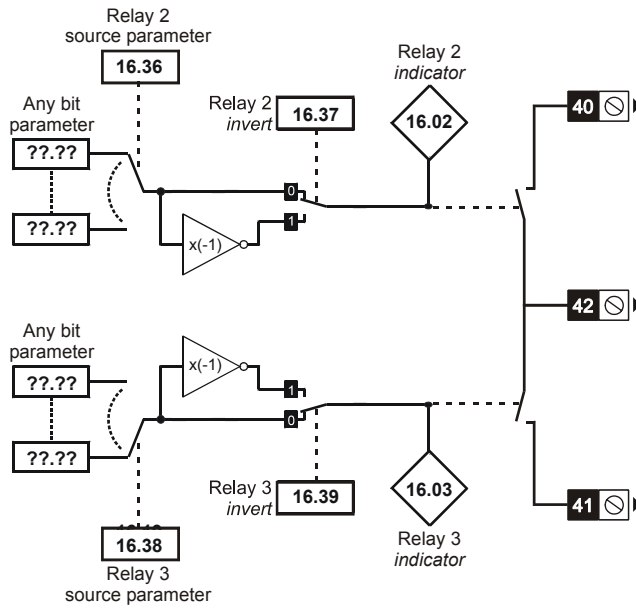 Relay 2
source parameter
16.36
Any bit
parameter
??.??
??.??
Relay 2
invert
16.37
Relay 2
indicator
16.02
0
1
x(-1)
40
42
41
Any bit
parameter
??.??
??.??
x(-1)
1
0
Relay 3
invert
16.39
16.03
Relay 3
indicator
16.38
Relay 3
source parameter